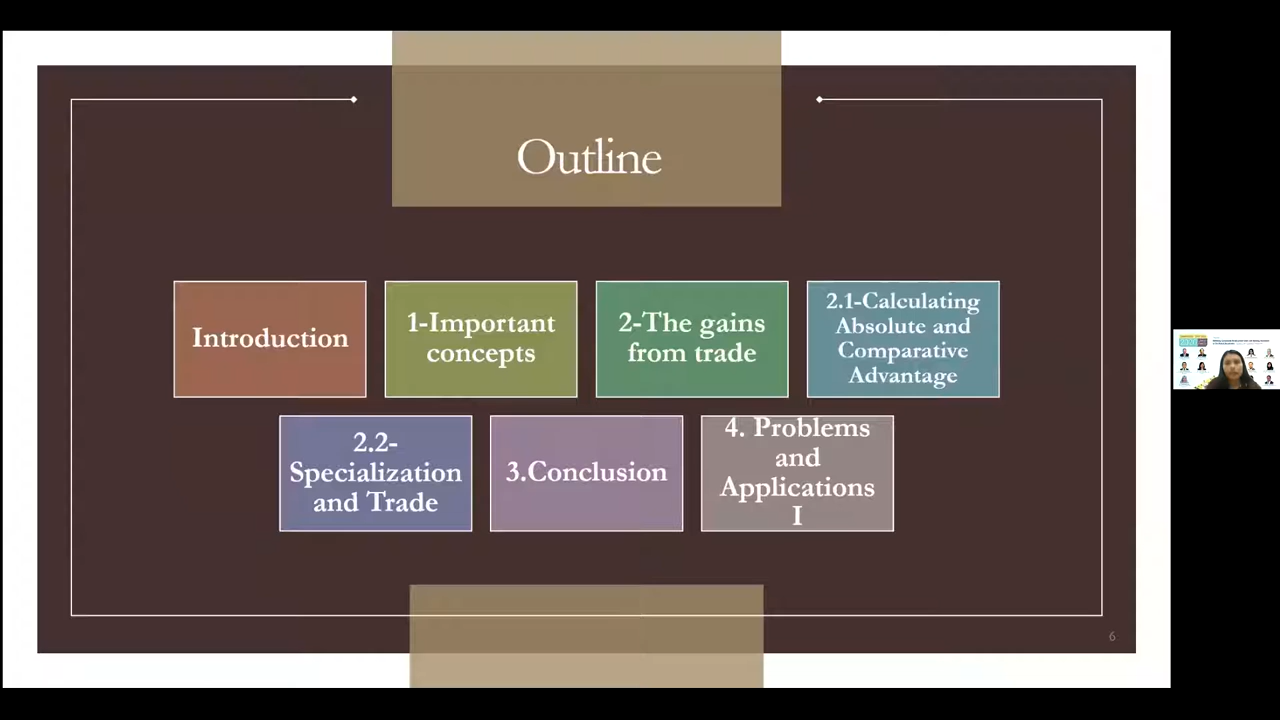 Outline
Introduction
1-Important
concepts
2-The gains
from trade
2.1-Calculating
Absolute and
Comparative
Advantage
2.2-
Specialization
and Trade
3.Conclusion
4. Problems
and
Applications
I
6